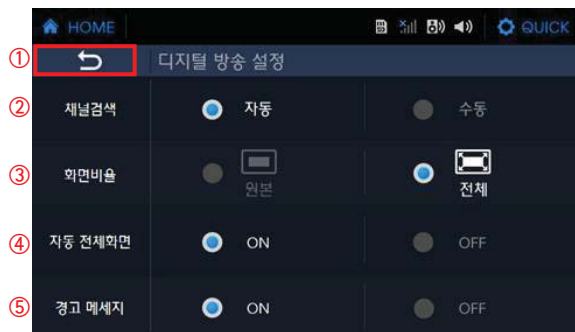 HOME QUICK
① 디지털 방송 설정
② 채널검색 자동 수동
③ 화면비율 원본 전체
④ 자동 전체화면 ON OFF
⑤ 경고 메세지 ON OFF